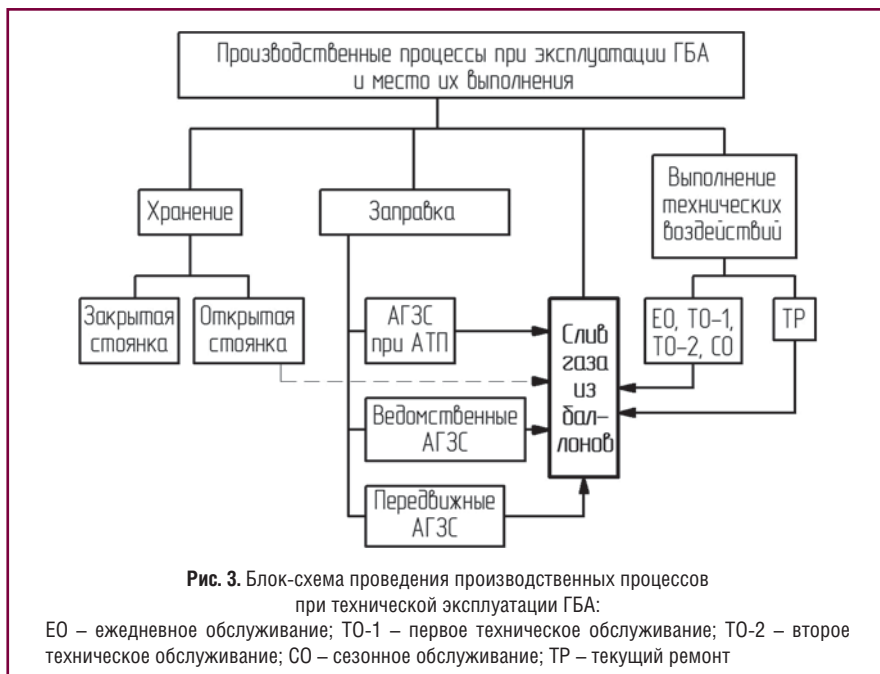 Производственные процессы при эксплуатации ГБА
и место их выполнения
Хранение
Заправка
Выполнение
технических
воздействий
Закрытая
стоянка
Открытая
стоянка
АГЗС
при АТП
Ведомственные
АГЗС
Передвижные
АГЗС
Слив
газа
из
бал-
лонов
ЕО, ТО-1,
ТО-2, СО
ТР
Рис. 3. Блок-схема проведения производственных процессов
при технической эксплуатации ГБА:
ЕО – ежедневное обслуживание; ТО-1 – первое техническое обслуживание; ТО-2 – второе
техническое обслуживание; СО – сезонное обслуживание; ТР – текущий ремонт